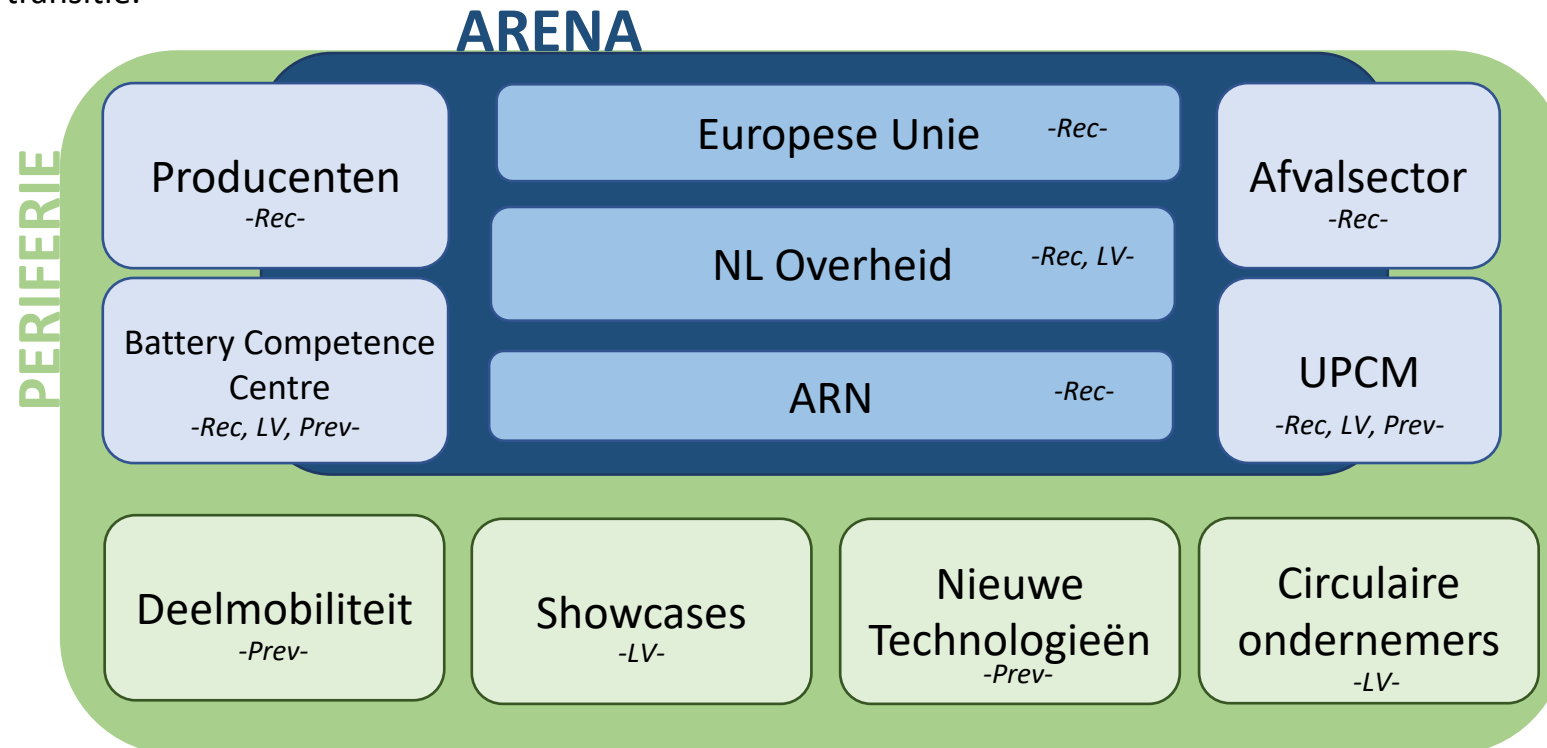 transitie.
ARENA
PERIFERIE
Producenten
-Rec-
Europese Unie -Rec-
Afvalsector
-Rec-
NL Overheid -Rec, LV-
Battery Competence
Centre
-Rec, LV, Prev-
ARN -Rec-
UPCM
-Rec, LV, Prev-
Deelmobiliteit
-Prev-
Showcases
-LV-
Nieuwe
Technologieën
-Prev-
Circulaire
ondernemers
-LV-